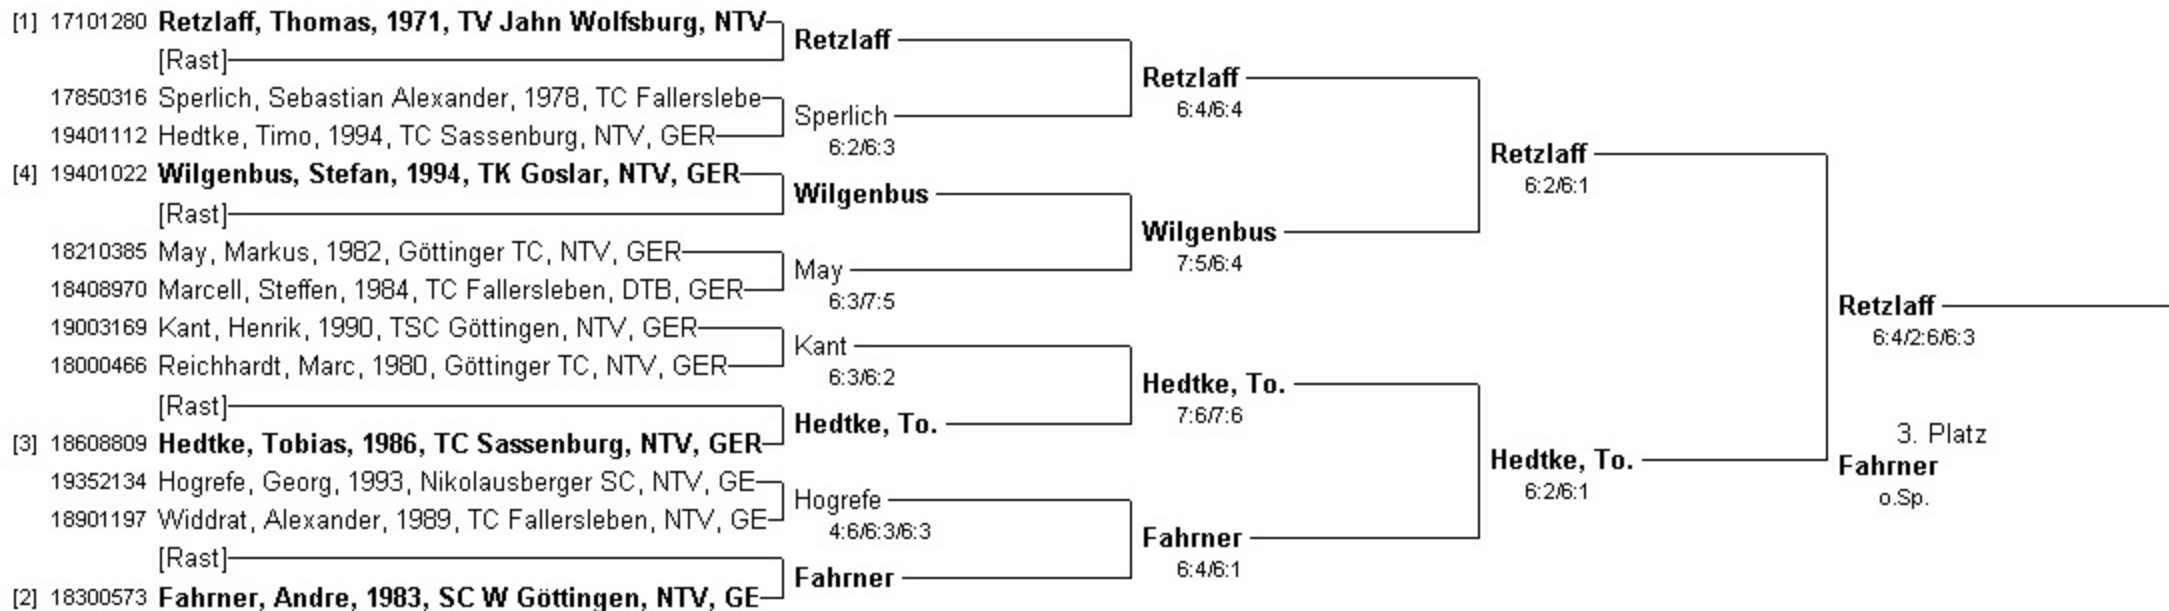 [1] 17101280 Retzlaff, Thomas, 1971, TV Jahn Wolfsburg, NTV
[Rast]
17850316 Sperlich, Sebastian Alexander, 1978, TC Fallerslebe
19401112 Hedtke, Timo, 1994, TC Sassenburg, NTV, GER
[4] 19401022 Wilgenbus, Stefan, 1994, TK Goslar, NTV, GER
[Rast]
18210385 May, Markus, 1982, Göttinger TC, NTV, GER
18408970 Marcell, Steffen, 1984, TC Fallersleben, DTB, GER
19003169 Kant, Henrik, 1990, TSC Göttingen, NTV, GER
18000466 Reichhardt, Marc, 1980, Göttinger TC, NTV, GER
[Rast]
[3] 18608809 Hedtke, Tobias, 1986, TC Sassenburg, NTV, GER
19352134 Hogrefe, Georg, 1993, Nikolausberger SC, NTV, GE
18901197 Widdrat, Alexander, 1989, TC Fallersleben, NTV, GE
[Rast]
[2] 18300573 Fahrner, Andre, 1983, SC W Göttingen, NTV, GE
Retzlaff
Sperlich
6:2/6:3
Wilgenbus
May
6:3/7:5
Kant
6:3/6:2
Hedtke, To.
Hogrefe
4:6/6:3/6:3
Fahrner
Retzlaff
6:4/6:4
Wilgenbus
7:5/6:4
Hedtke, To.
7:6/7:6
Fahrner
6:4/6:1
Retzlaff
6:2/6:1
Hedtke, To.
6:2/6:1
Retzlaff
6:4/2:6/6:3
3. Platz
Fahrner
o.Sp.